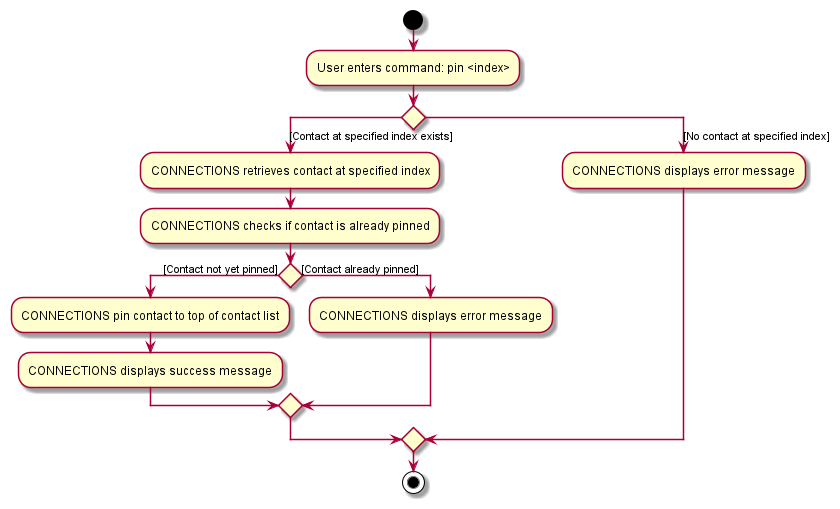 User enters command: pin <index>
[Contact at specified index exists]
[No contact at specified index]
CONNECTIONS retrieves contact at specified index
CONNECTIONS displays error message
CONNECTIONS checks if contact is already pinned
[Contact not yet pinned]
[Contact already pinned]
CONNECTIONS pin contact to top of contact list
CONNECTIONS displays error message
CONNECTIONS displays success message